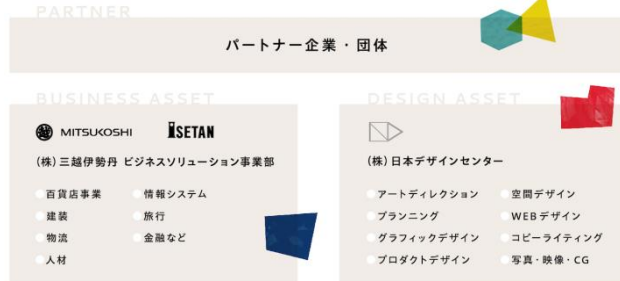 PARTNER
パートナー企業・団体
BUSINESS ASSET
MITSUKOSHI ISETAN
(株)三越伊勢丹 ビジネスソリューション事業部
百貨店事業 情報システム
建装 旅行
物流 金融など
人材
DESIGN ASSET
(株)日本デザインセンター
アートディレクション 空間デザイン
プランニング WEBデザイン
グラフィックデザイン コピーライティング
プロダクトデザイン 写真・映像・CG